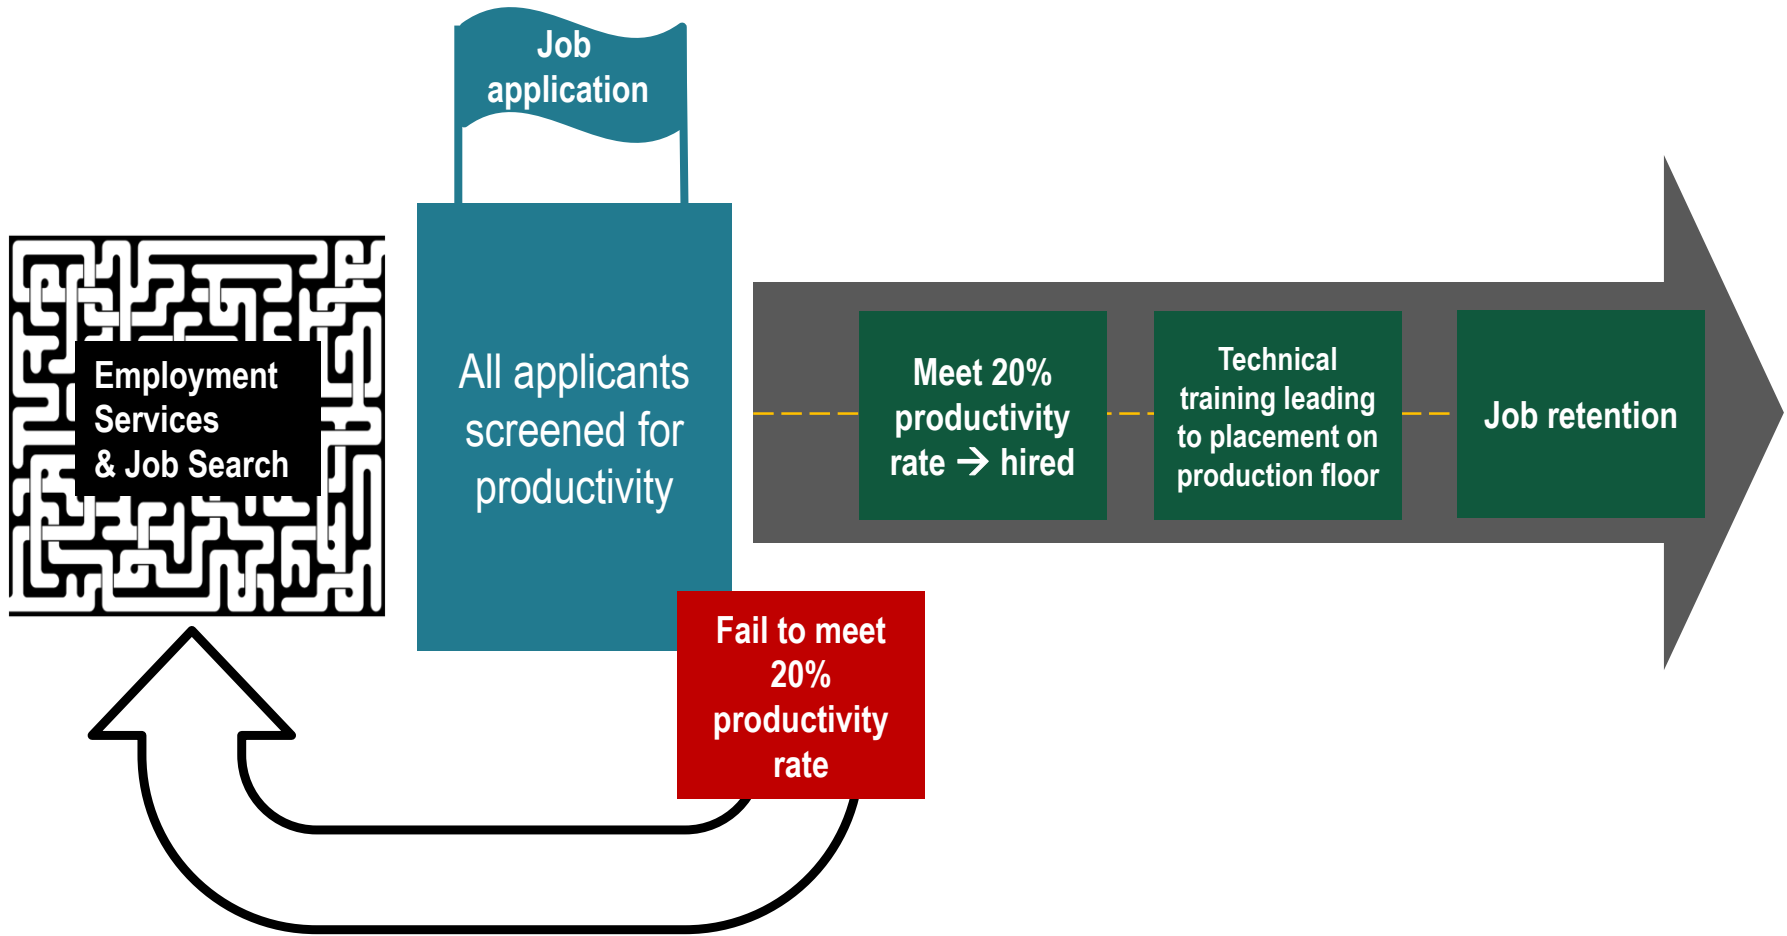 Job
application
Employment
Services
& Job Search
All applicants
screened for
productivity
Meet 20%
productivity
rate → hired
Technical
training leading
to placement on
production floor
Job retention
Fail to meet
20%
productivity
rate